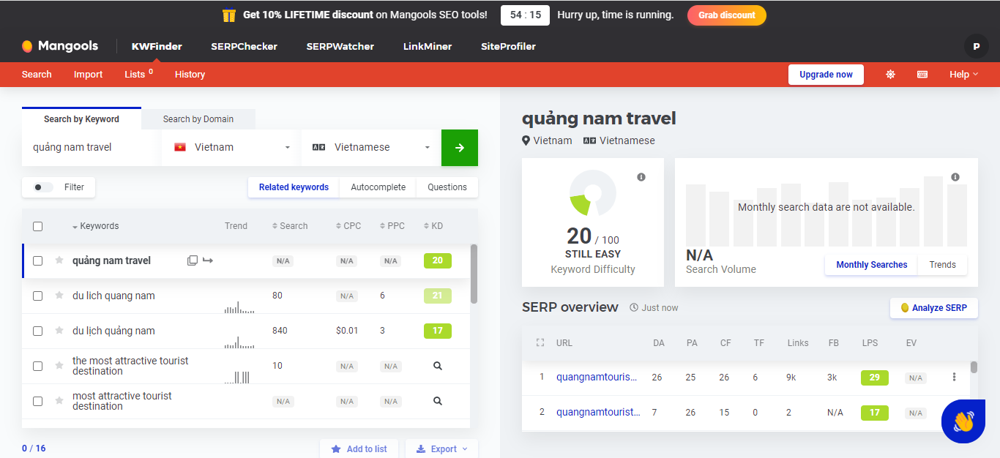 Get 10% LIFETIME discount on Mangools SEO tools! 54 : 15 Hurry up, time is running. Grab discount
Mangools KWFinder SERPChecker SERPWatcher LinkMiner SiteProfiler P
Search Import Lists 0 History Upgrade now Help
Search by Keyword Search by Domain
quảng nam travel Vietnam Vietnamese
Filter Related keywords Autocomplete Questions
Keywords Trend Search CPC PPC KD
quảng nam travel N/A N/A N/A 20
du lich quang nam 80 N/A 6 21
du lịch quảng nam 840 $0.01 3 17
the most attractive tourist
destination 10 N/A N/A
most attractive tourist
destination N/A N/A N/A
0 / 16 Add to list Export
quảng nam travel
Vietnam Vietnamese
20 / 100
STILL EASY
Keyword Difficulty
Monthly search data are not available.
N/A
Search Volume
Monthly Searches Trends
SERP overview Just now Analyze SERP
URL DA PA CF TF Links FB LPS EV
1 quangnamtouris... 26 25 26 6 9k 3k 29 N/A
2 quangnamtourist... 7 26 15 0 2 N/A 17 N/A